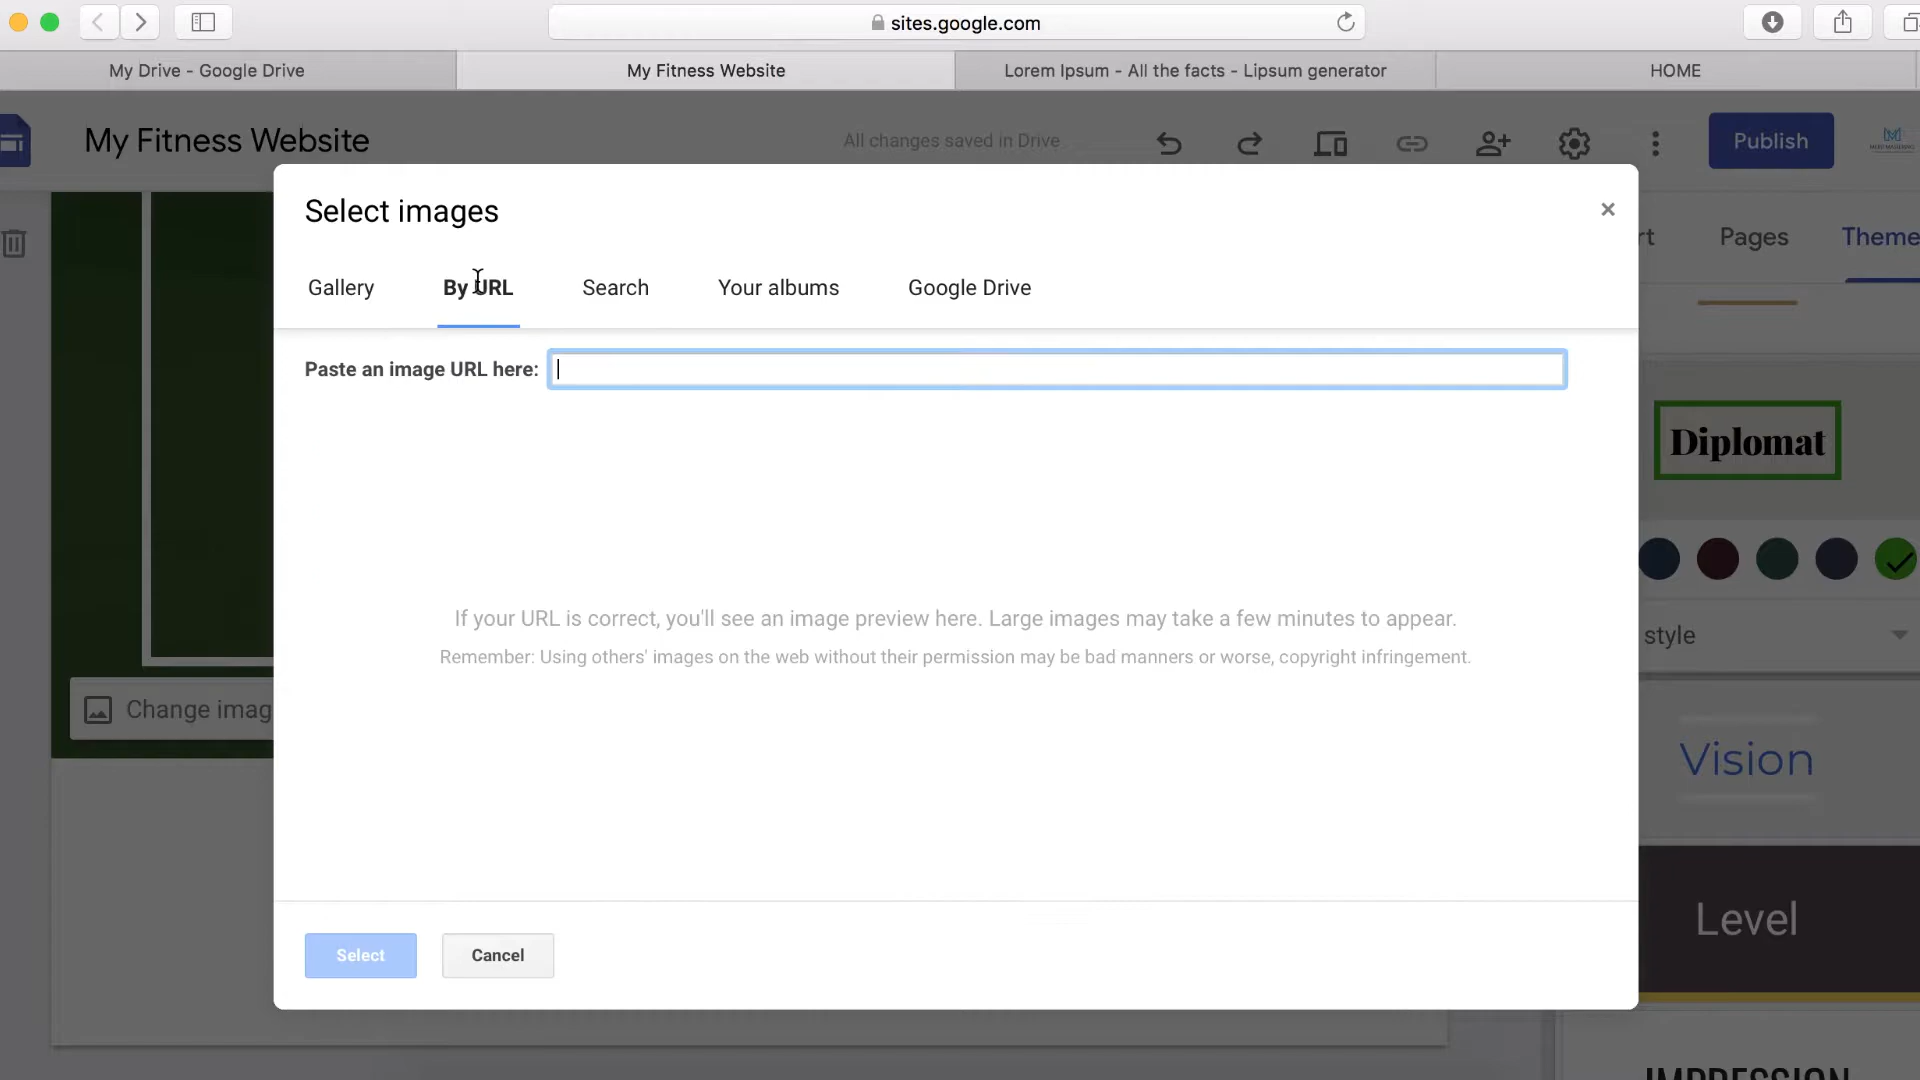 sites.google.com
My Drive - Google Drive
My Fitness Website
Lorem Ipsum - All the facts - Lipsum generator
HOME
My Fitness Website
All changes saved in Drive
Publish
Select images
×
rt
Pages
Theme
Gallery
By URL
Search
Your albums
Google Drive
Paste an image URL here:
Diplomat
If your URL is correct, you'll see an image preview here. Large images may take a few minutes to appear.
Remember: Using others' images on the web without their permission may be bad manners or worse, copyright infringement.
style
Change imag
Vision
Level
Select
Cancel
IMPRESSION